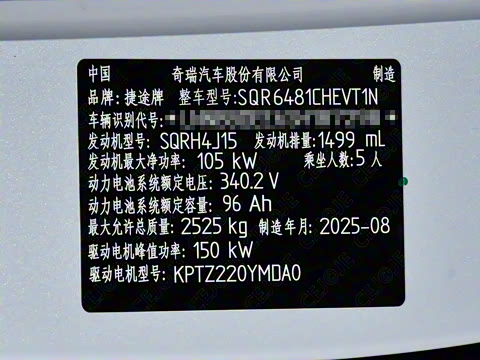 中国 奇瑞汽车股份有限公司 制造
品牌: 捷途牌 整车型号:SQR6481CHEVT1N
车辆识别代号:
发动机型号: SQRH4J15 发动机排量:1499 mL
发动机最大净功率: 105 kW 乘坐人数:5 人
动力电池系统额定电压: 340.2 V
动力电池系统额定容量: 96 Ah
最大允许总质量: 2525 kg 制造年月: 2025-08
驱动电机峰值功率: 150 kW
驱动电机型号: KPTZ220YMDA0